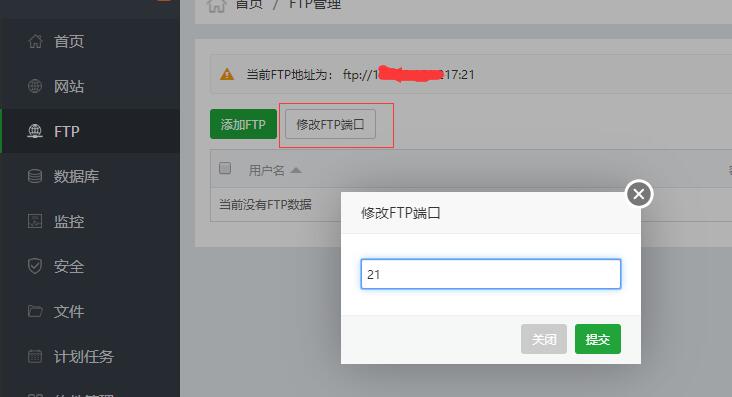 首页 / FTP管理
首页
网站
FTP
数据库
监控
安全
文件
计划任务
当前FTP地址为： ftp://1 17:21
添加FTP
修改FTP端口
用户名
当前没有FTP数据
修改FTP端口
21
关闭
提交